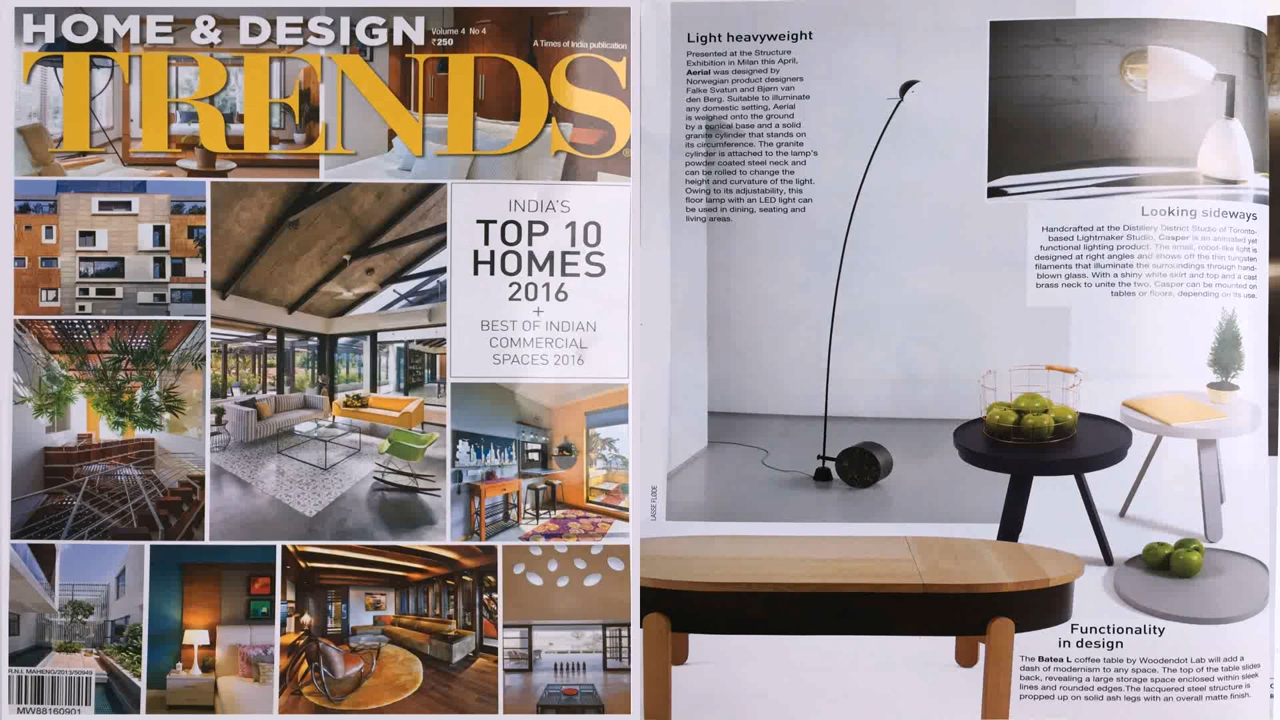 HOME & DESIGN
Volume 4 No 4
₹250
A Times of India publication
TRENDS
INDIA'S
TOP 10
HOMES
2016
+
BEST OF INDIAN
COMMERCIAL
SPACES 2016
R.N.I. MAHENG/2013/50949
MW88160901
Light heavyweight
Presented at the Structure
Exhibition in Milan this April,
Aerial was designed by
Norwegian product designers
Falke Svatun and Bjørn van
den Berg. Suitable to illuminate
any domestic setting, Aerial
is weighed onto the ground
by a conical base and a solid
granite cylinder that stands on
its circumference. The granite
cylinder is attached to the lamp's
powder coated steel neck and
can be rolled to change the
height and curvature of the light.
Owing to its adjustability, this
floor lamp with an LED light can
be used in dining, seating and
living areas.
LASSE FLØDE
Looking sideways
Handcrafted at the Distillery District Studio of Toronto-
based Lightmaker Studio, Casper is an animated yet
functional lighting product. The small, robot-like light is
designed at right angles and shows off the thin tungsten
filaments that illuminate the surroundings through hand-
blown glass. With a shiny white skirt and top and a cast
brass neck to unite the two, Casper can be mounted on
tables or floors, depending on its use.
Functionality
in design
The Batea L coffee table by Woodendot Lab will add a
dash of modernism to any space. The top of the table slides
back, revealing a large storage space enclosed within sleek
lines and rounded edges. The lacquered steel structure is
propped up on solid ash legs with an overall matte finish.